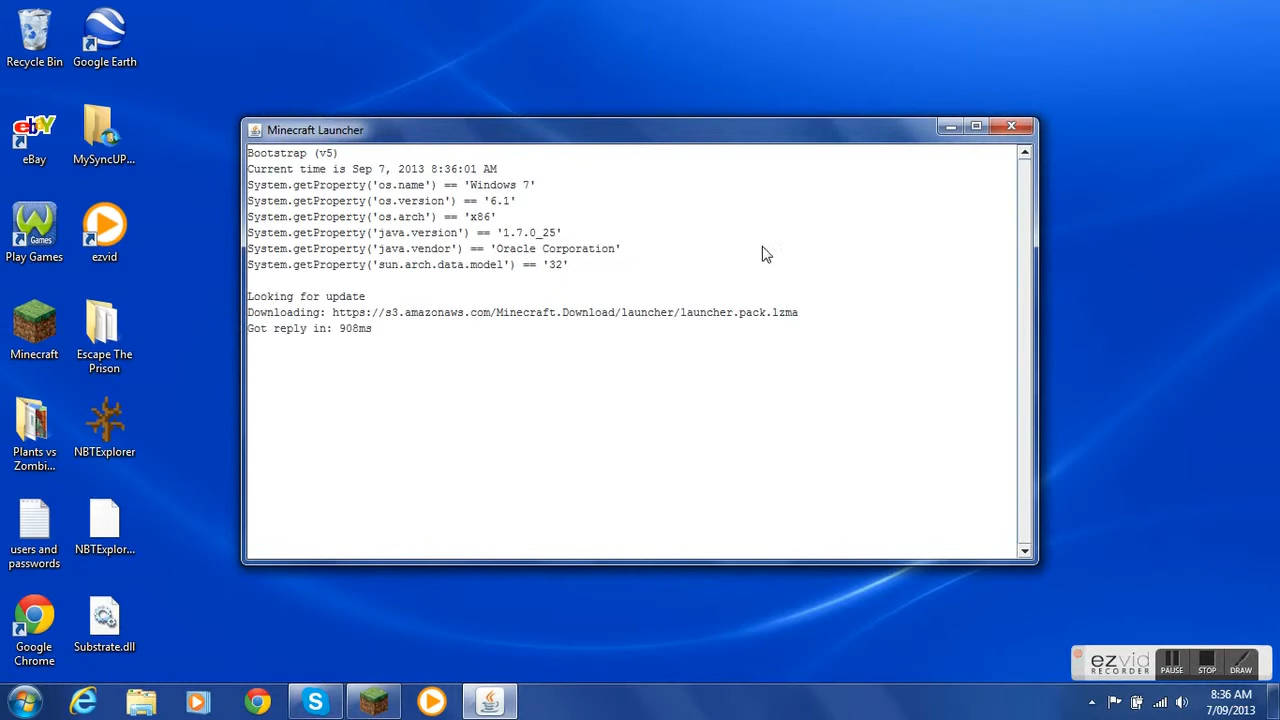 Recycle Bin
Google Earth
ebY
eBay
MySyncUP...
Games
Play Games
ezvid
Minecraft
Escape The
Prison
Plants vs
Zombi...
NBTExplorer
users and
passwords
NBTExplor...
Google
Chrome
Substrate.dll
Minecraft Launcher
Bootstrap (v5)
Current time is Sep 7, 2013 8:36:01 AM
System.getProperty('os.name') == 'Windows 7'
System.getProperty('os.version') == '6.1'
System.getProperty('os.arch') == 'x86'
System.getProperty('java.version') == '1.7.0_25'
System.getProperty('java.vendor') == 'Oracle Corporation'
System.getProperty('sun.arch.data.model') == '32'
Looking for update
Downloading: https://s3.amazonaws.com/Minecraft.Download/launcher/launcher.pack.lzma
Got reply in: 908ms
ezvid
RECORDER
PAUSE
STOP
DRAW
8:36 AM
7/09/2013